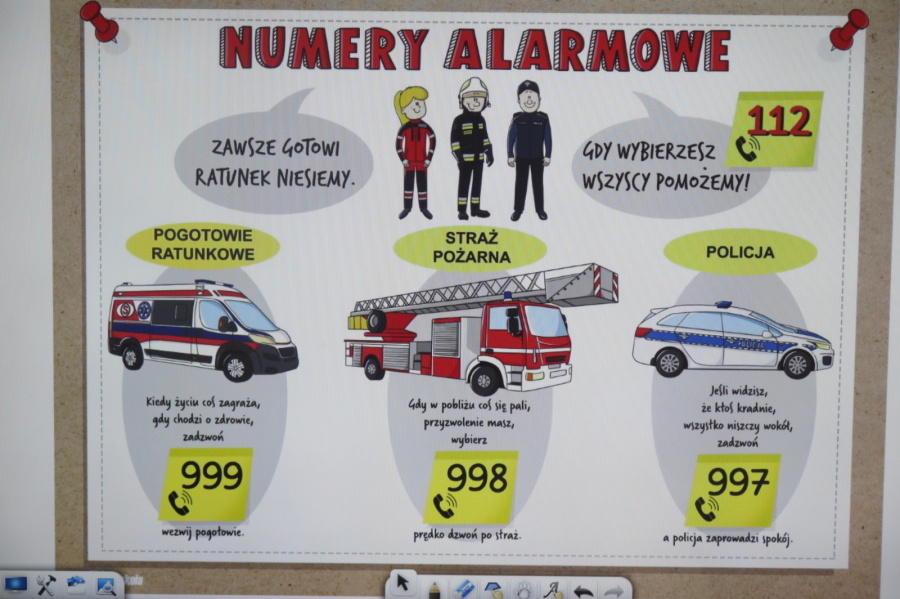 NUMERY ALARMOWE
112
ZAWSZE GOTOWI
RATUNEK NIESIEMY.
GDY WYBIERZESZ
WSZYSCY POMOŻEMY!
POGOTOWIE
RATUNKOWE
STRAŻ
POŻARNA
POLICJA
Kiedy życiu coś zagraża,
gdy chodzi o zdrowie,
zadzwoń
999
wezwij pogotowie.
Gdy w pobliżu coś się pali,
przyzwolenie masz,
wybierz
998
prędko dzwoń po straż.
Jeśli widzisz,
że ktoś kradnie,
wszystko niszczy wokół,
zadzwoń
997
a policja zaprowadzi spokój.